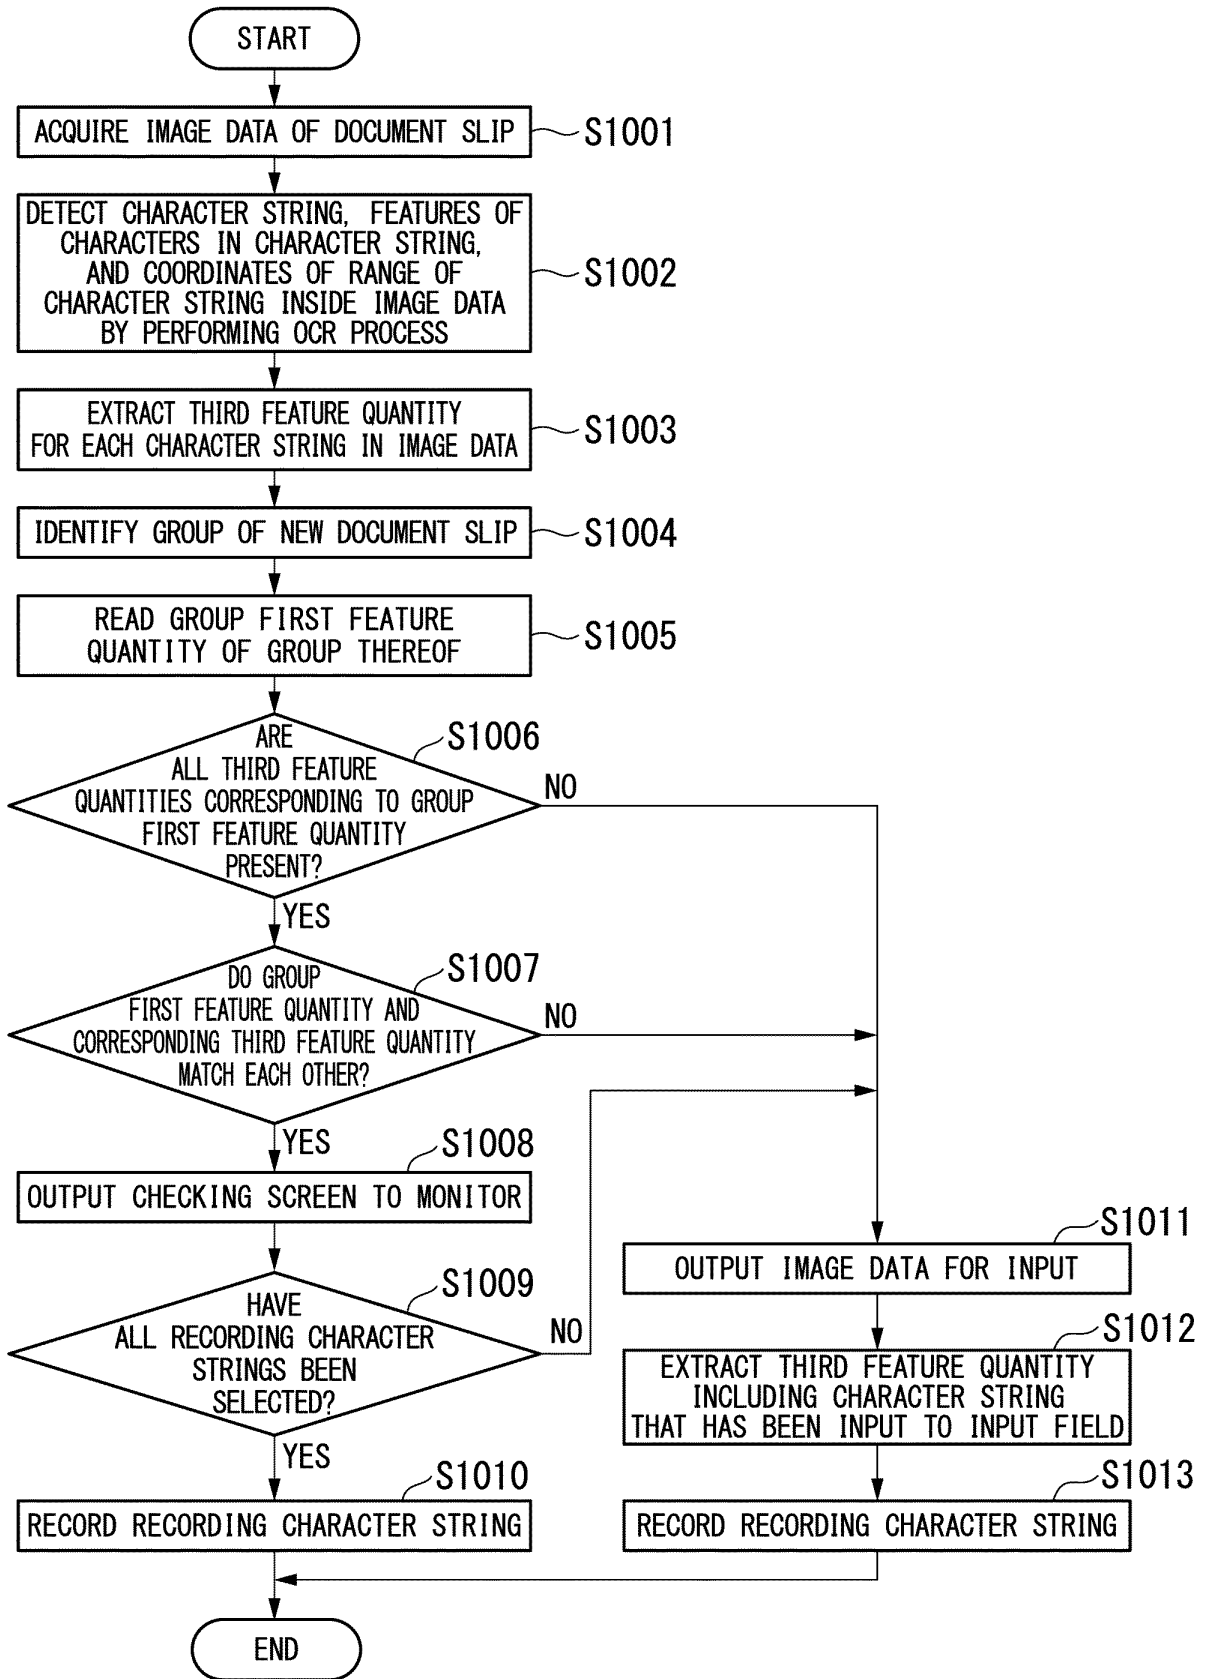 START
ACQUIRE IMAGE DATA OF DOCUMENT SLIP
S1001
DETECT CHARACTER STRING, FEATURES OF
CHARACTERS IN CHARACTER STRING,
AND COORDINATES OF RANGE OF
CHARACTER STRING INSIDE IMAGE DATA
BY PERFORMING OCR PROCESS
S1002
EXTRACT THIRD FEATURE QUANTITY
FOR EACH CHARACTER STRING IN IMAGE DATA
S1003
IDENTIFY GROUP OF NEW DOCUMENT SLIP
S1004
READ GROUP FIRST FEATURE
QUANTITY OF GROUP THEREOF
S1005
S1006
ARE
ALL THIRD FEATURE
QUANTITIES CORRESPONDING TO GROUP
FIRST FEATURE QUANTITY
PRESENT?
NO
YES
S1007
DO GROUP
FIRST FEATURE QUANTITY AND
CORRESPONDING THIRD FEATURE QUANTITY
MATCH EACH OTHER?
NO
YES
S1008
OUTPUT CHECKING SCREEN TO MONITOR
S1009
HAVE
ALL RECORDING CHARACTER
STRINGS BEEN
SELECTED?
NO
YES
S1010
RECORD RECORDING CHARACTER STRING
S1011
OUTPUT IMAGE DATA FOR INPUT
S1012
EXTRACT THIRD FEATURE QUANTITY
INCLUDING CHARACTER STRING
THAT HAS BEEN INPUT TO INPUT FIELD
S1013
RECORD RECORDING CHARACTER STRING
END